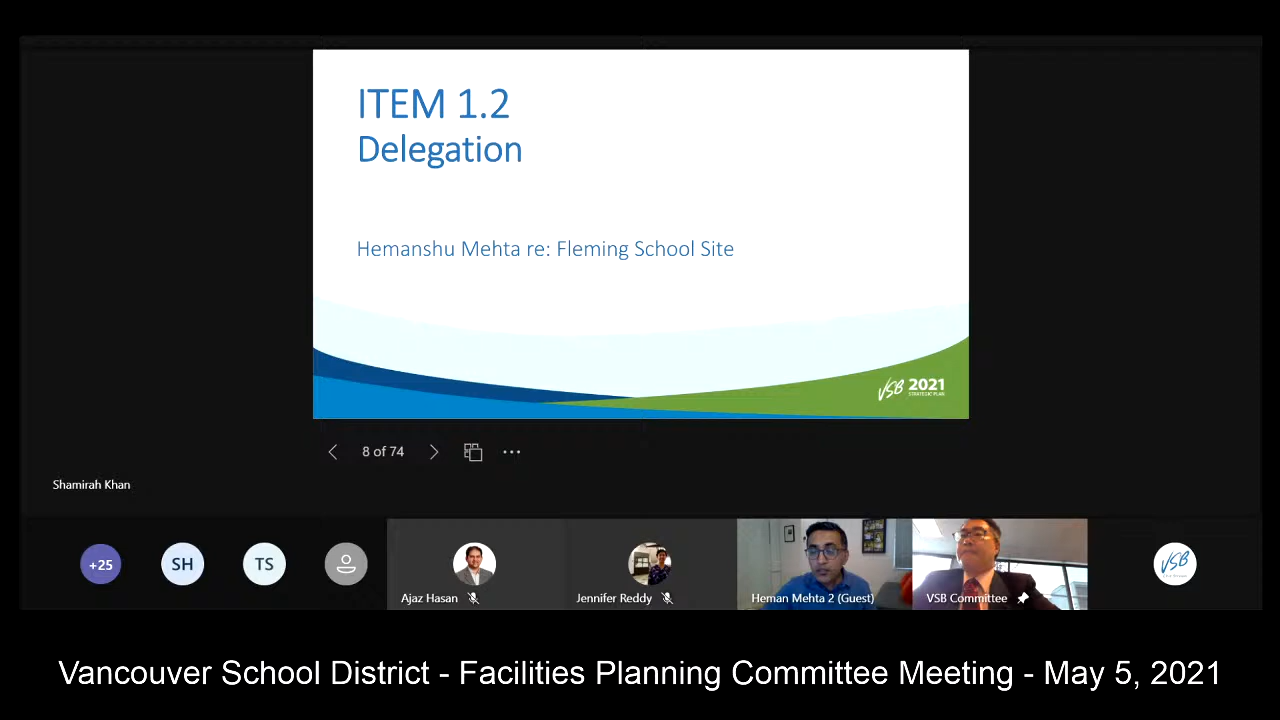 ITEM 1.2
Delegation
Hemanshu Mehta re: Fleming School Site
VSB 2021
STRATEGIC PLAN
8 of 74
Shamirah Khan
+25
SH
TS
VSB
Ajaz Hasan
Jennifer Reddy
Heman Mehta 2 (Guest)
VSB Committee
Vancouver School District - Facilities Planning Committee Meeting - May 5, 2021